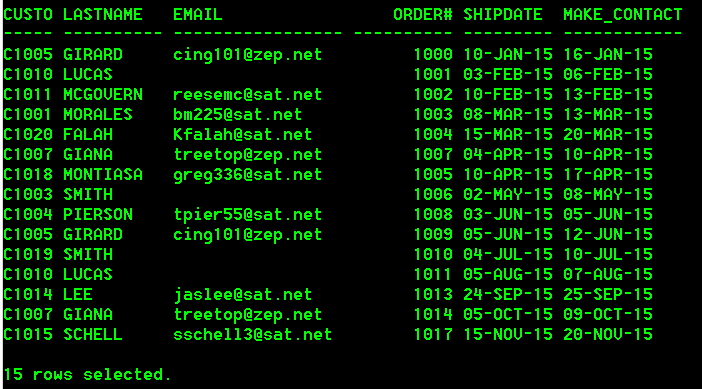 CUSTO LASTNAME   EMAIL                 ORDER# SHIPDATE  MAKE_CONTACT
----- ---------- ----------------- ---------- --------- ------------
C1005 GIRARD     cing101@zep.net         1000 10-JAN-15 16-JAN-15
C1010 LUCAS                              1001 03-FEB-15 06-FEB-15
C1011 MCGOVERN   reesemc@sat.net         1002 10-FEB-15 13-FEB-15
C1001 MORALES    bm225@sat.net           1003 08-MAR-15 13-MAR-15
C1020 FALAH      Kfalah@sat.net          1004 15-MAR-15 20-MAR-15
C1007 GIANA      treetop@zep.net         1007 04-APR-15 10-APR-15
C1018 MONTIASA   greg336@sat.net         1005 10-APR-15 17-APR-15
C1003 SMITH                              1006 02-MAY-15 08-MAY-15
C1004 PIERSON    tpier55@sat.net         1008 03-JUN-15 05-JUN-15
C1005 GIRARD     cing101@zep.net         1009 05-JUN-15 12-JUN-15
C1019 SMITH                              1010 04-JUL-15 10-JUL-15
C1010 LUCAS                              1011 05-AUG-15 07-AUG-15
C1014 LEE        jaslee@sat.net          1013 24-SEP-15 25-SEP-15
C1007 GIANA      treetop@zep.net         1014 05-OCT-15 09-OCT-15
C1015 SCHELL     sschell3@sat.net        1017 15-NOV-15 20-NOV-15
15 rows selected.